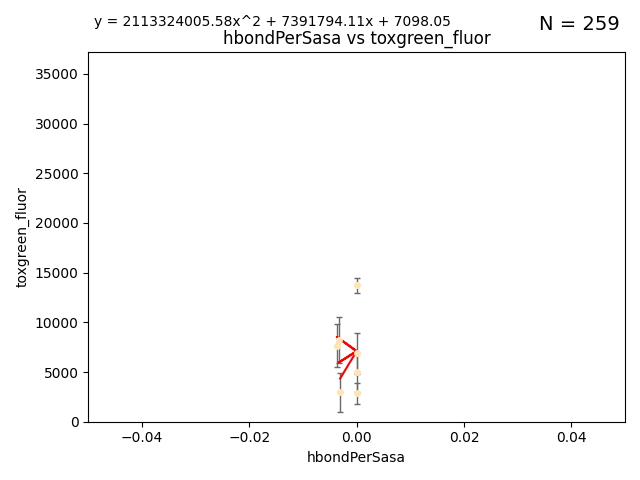 y = 2113324005.58x^2 + 7391794.11x + 7098.05
N = 259
hbondPerSasa vs toxgreen_fluor
35000
30000
25000
20000
15000
10000
5000
0
toxgreen_fluor
−0.04
−0.02
0.00
0.02
0.04
hbondPerSasa